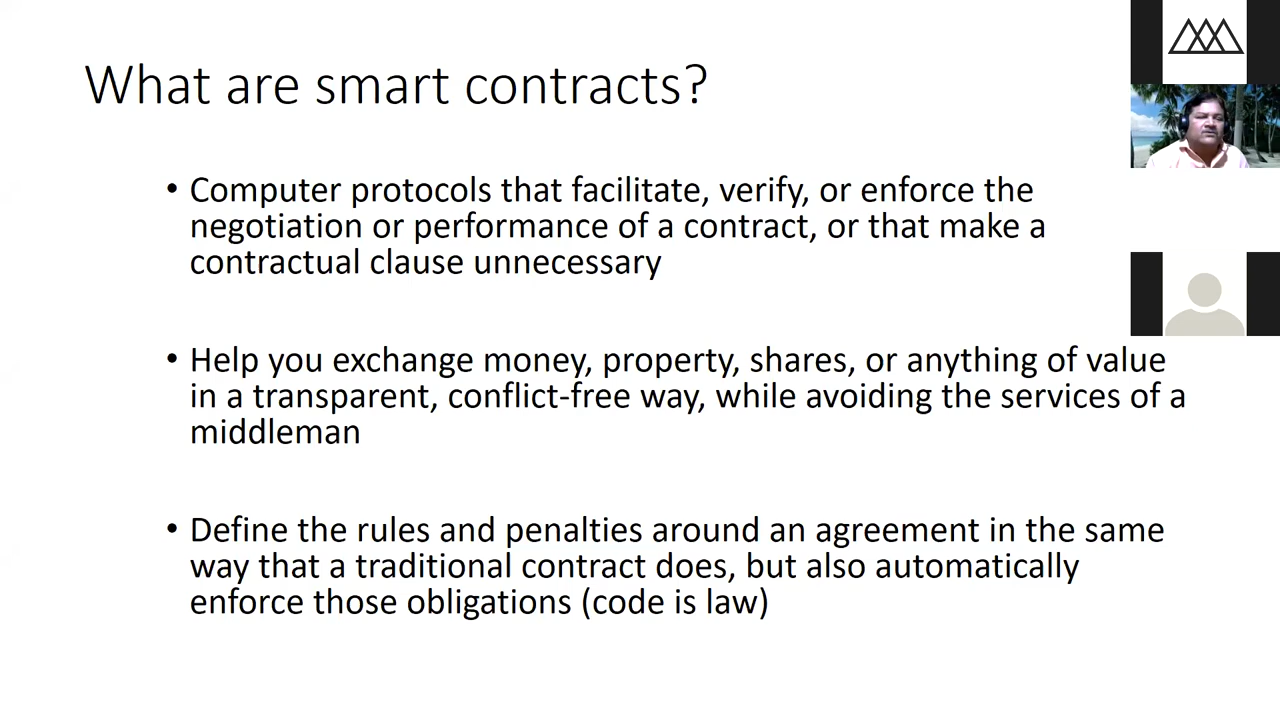 What are smart contracts?
• Computer protocols that facilitate, verify, or enforce the
negotiation or performance of a contract, or that make a
contractual clause unnecessary
• Help you exchange money, property, shares, or anything of value
in a transparent, conflict-free way, while avoiding the services of a
middleman
• Define the rules and penalties around an agreement in the same
way that a traditional contract does, but also automatically
enforce those obligations (code is law)